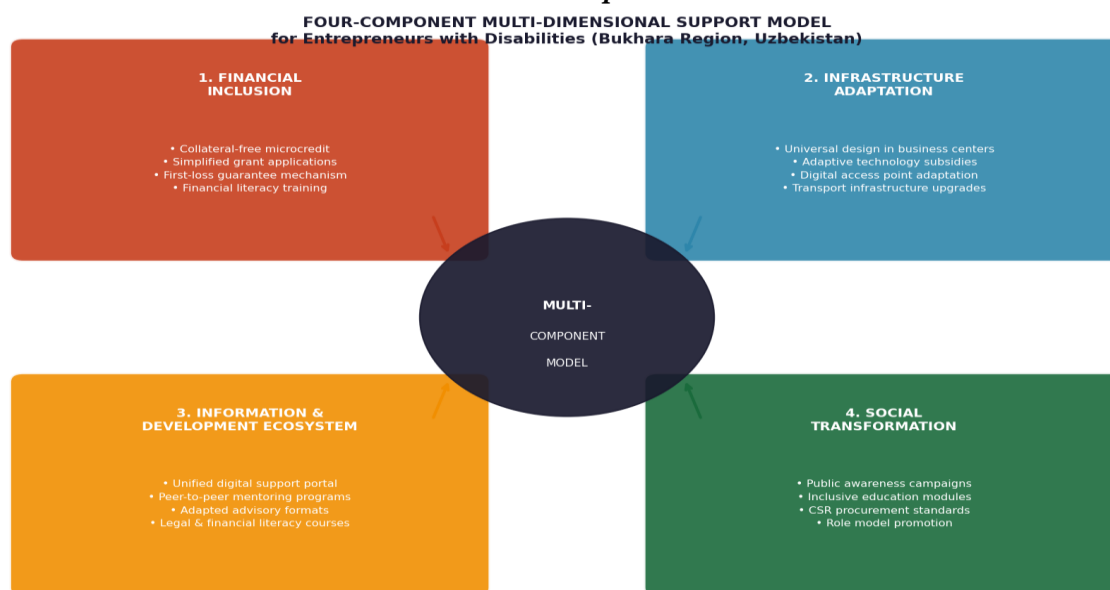 FOUR-COMPONENT MULTI-DIMENSIONAL SUPPORT MODEL
for Entrepreneurs with Disabilities (Bukhara Region, Uzbekistan)
1. FINANCIAL
INCLUSION
• Collateral-free microcredit
• Simplified grant applications
• First-loss guarantee mechanism
• Financial literacy training
2. INFRASTRUCTURE
ADAPTATION
• Universal design in business centers
• Adaptive technology subsidies
• Digital access point adaptation
• Transport infrastructure upgrades
MULTI-
COMPONENT
MODEL
3. INFORMATION &
DEVELOPMENT ECOSYSTEM
• Unified digital support portal
• Peer-to-peer mentoring programs
• Adapted advisory formats
• Legal & financial literacy courses
4. SOCIAL
TRANSFORMATION
• Public awareness campaigns
• Inclusive education modules
• CSR procurement standards
• Role model promotion